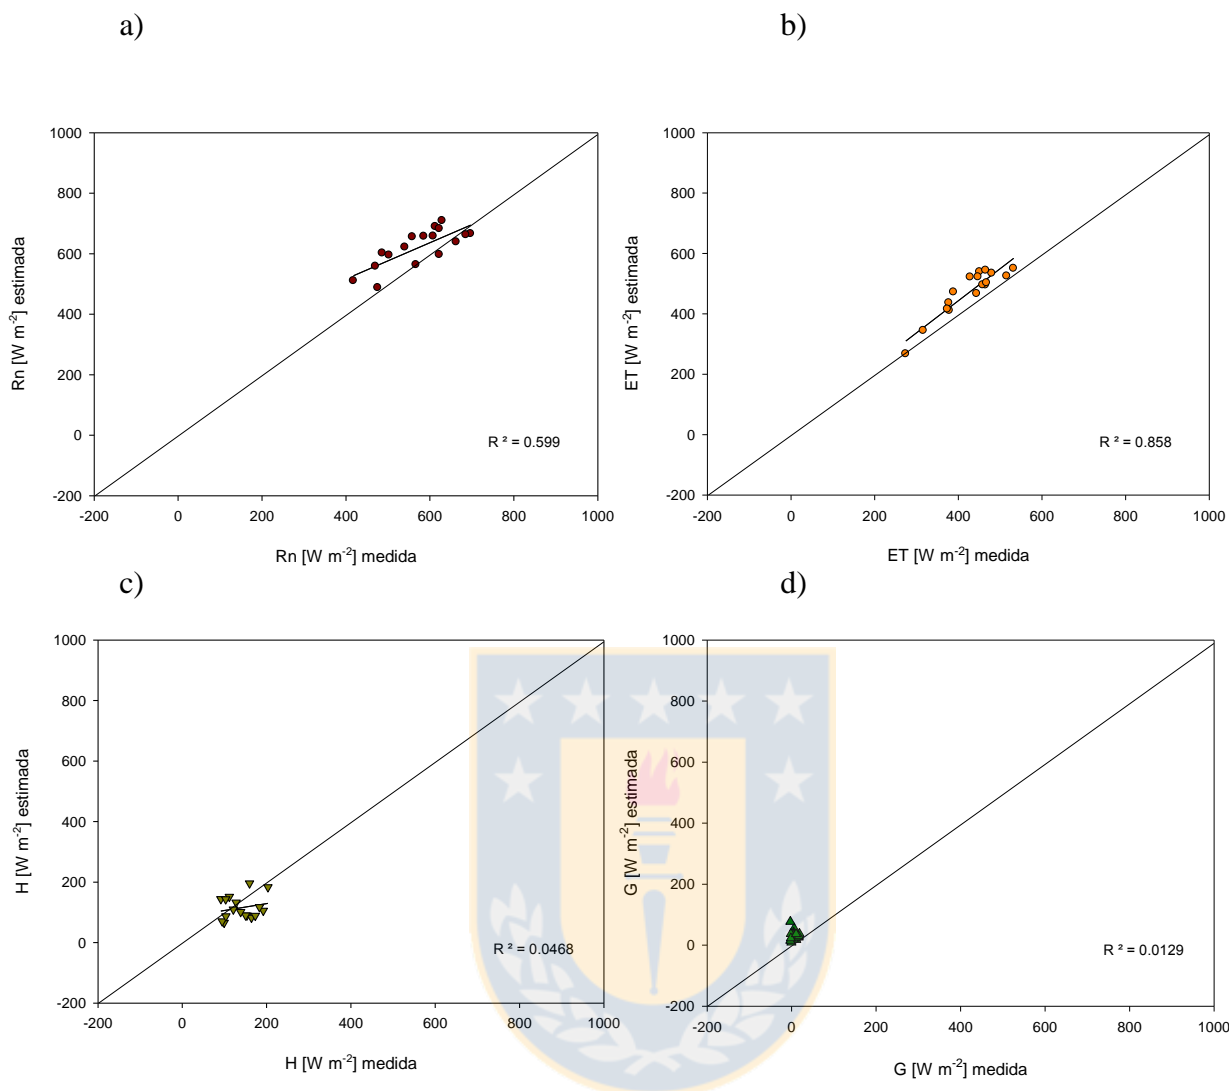 a)
b)
1000
800
600
400
200
0
-200
-200 0 200 400 600 800 1000
Rn [W m-2] estimada
Rn [W m-2] medida
R ² = 0.599
1000
800
600
400
200
0
-200
-200 0 200 400 600 800 1000
ET [W m-2] estimada
ET [W m-2] medida
R ² = 0.858
c)
d)
1000
800
600
400
200
0
-200
-200 0 200 400 600 800 1000
H [W m-2] estimada
H [W m-2] medida
R ² = 0.0468
1000
800
600
400
200
0
-200
-200 0 200 400 600 800 1000
G [W m-2] estimada
G [W m-2] medida
R ² = 0.0129